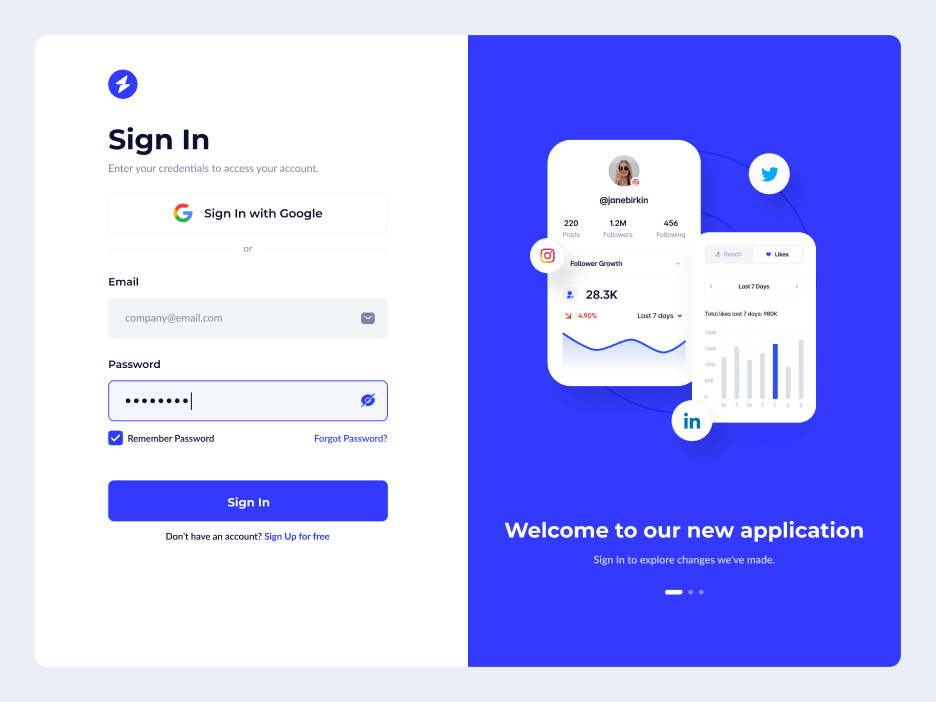 Sign In
Enter your credentials to access your account.
Sign In with Google
or
Email
company@email.com
Password
Remember Password
Forgot Password?
Sign In
Don't have an account? Sign Up for free
@janebirkin
220 1.2M 456
Posts Followers Following
Follower Growth
28.3K
4.90% Last 7 days
Reach Likes
Last 7 Days
Total likes last 7 days: 980K
200K
150K
100K
50K
0
M T W T F S S
in
Welcome to our new application
Sign In to explore changes we've made.